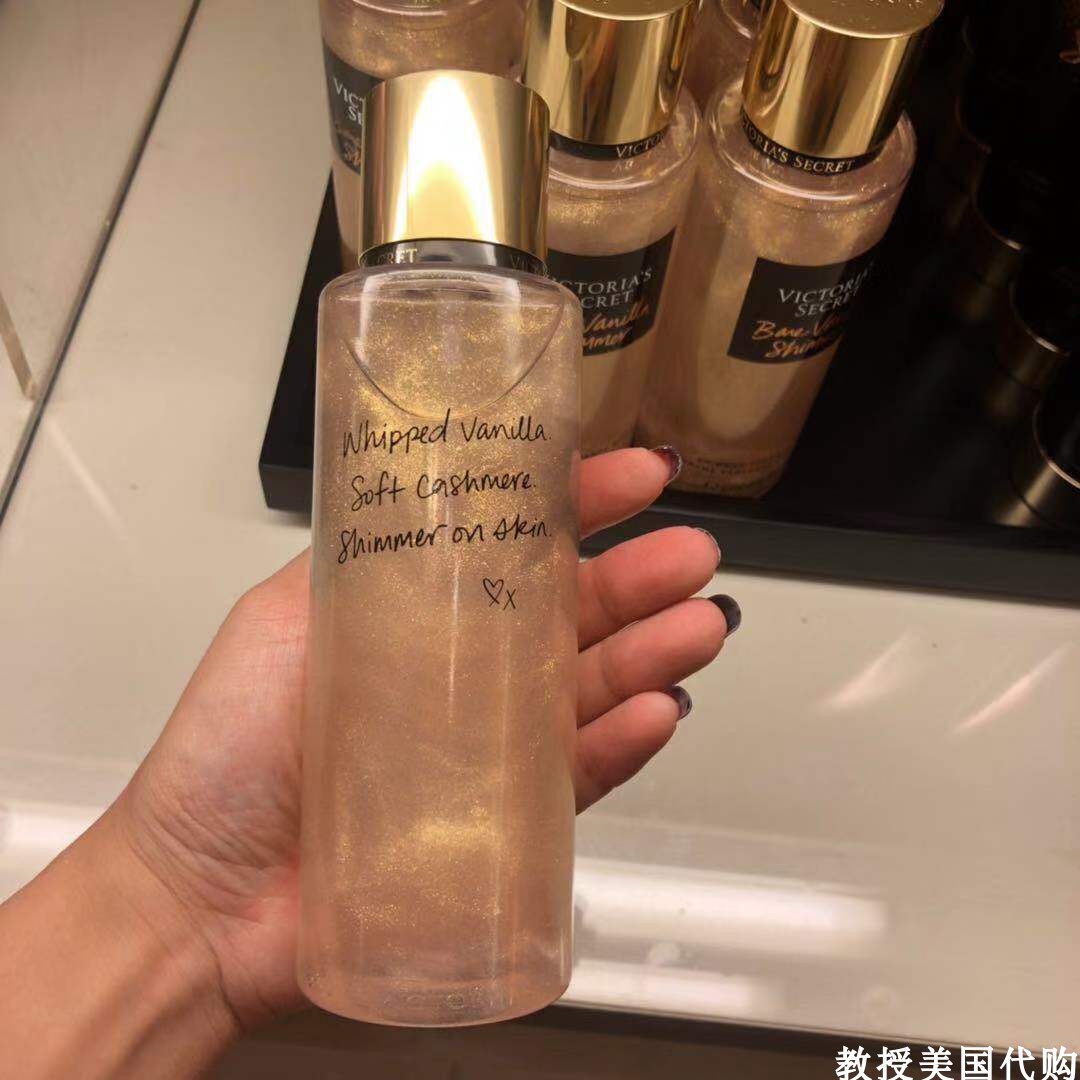 Whipped Vanilla.
Soft Cashmere.
Shimmer on skin.
X
CRET
VICTORIA'S
SECRET
Vanilla
VICTORIA'S SECRET
VICTORIA'S
SECRET
Bare
教授美国代购